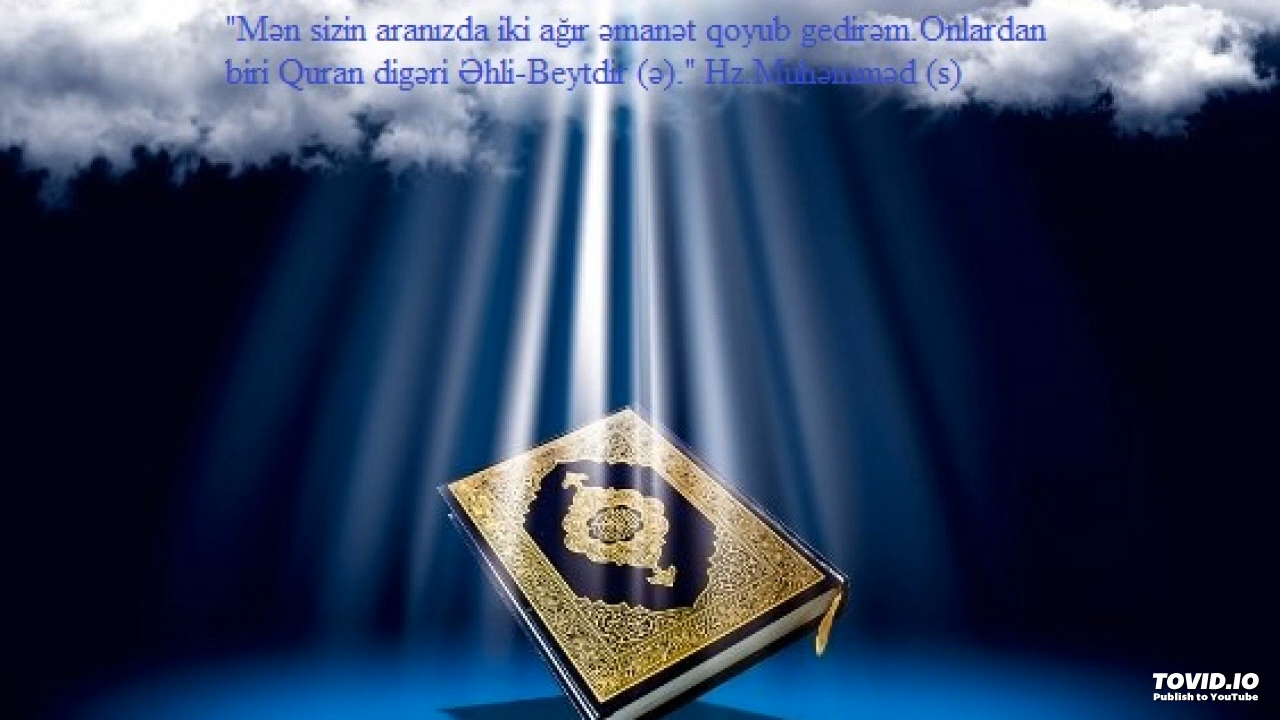 "Mən sizin aranızda iki ağır əmanət qoyub gedirəm.Onlardan
biri Quran digəri Əhli-Beytdir (ə)." Hz.Muhəmməd (s)
TOVID.IO
Publish to YouTube